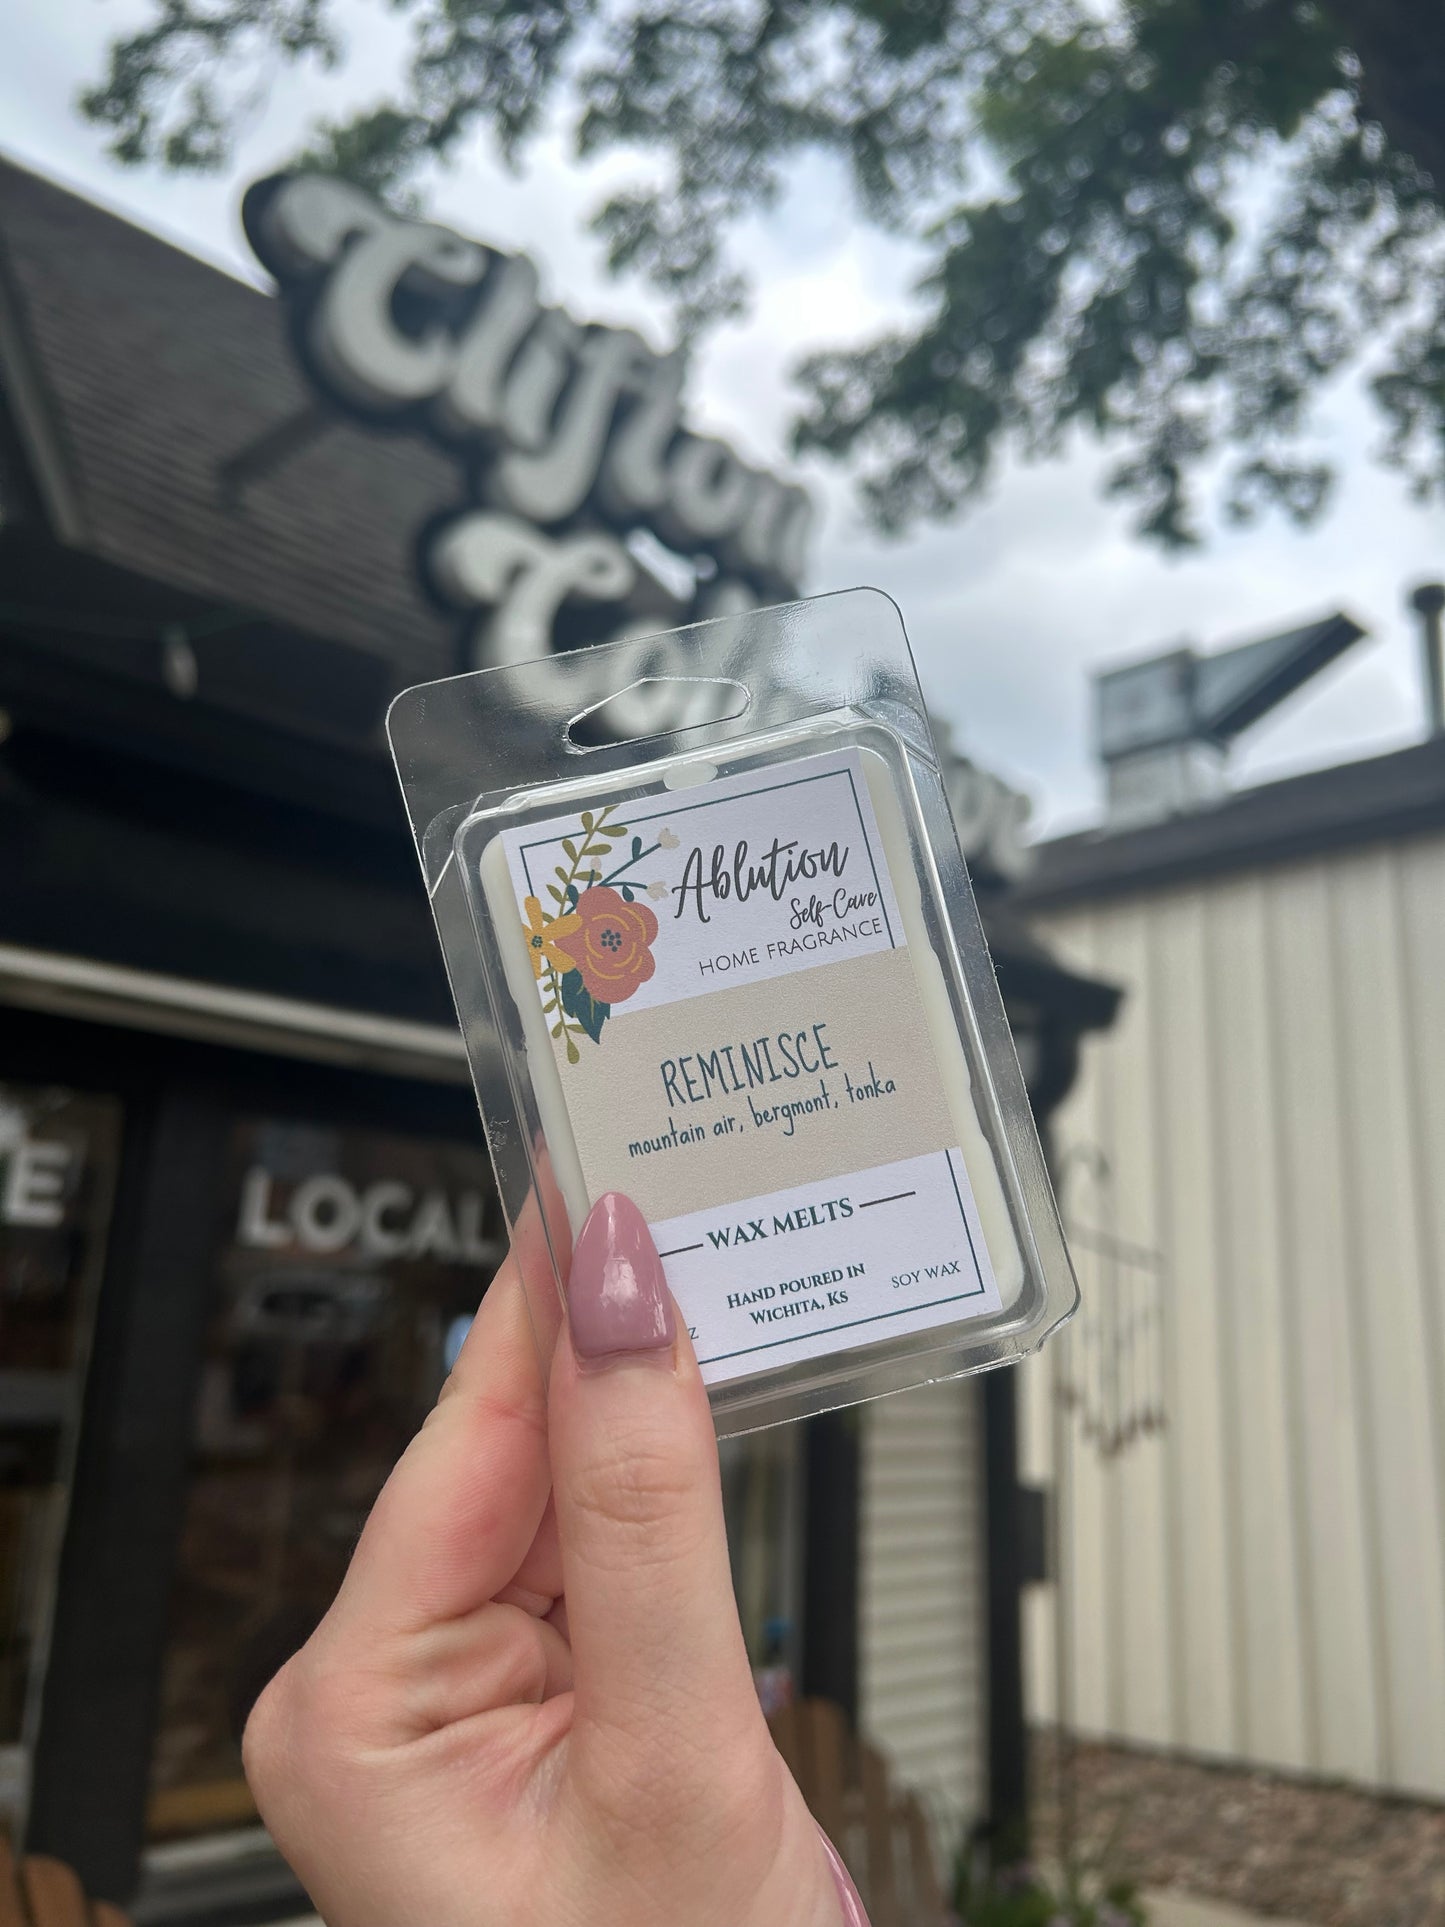 Clifton
LOCAL
Ablution
Self-Care
HOME FRAGRANCE
REMINISCE
mountain air, bergmont, tonka
WAX MELTS
HAND POURED IN
WICHITA, KS
SOY WAX